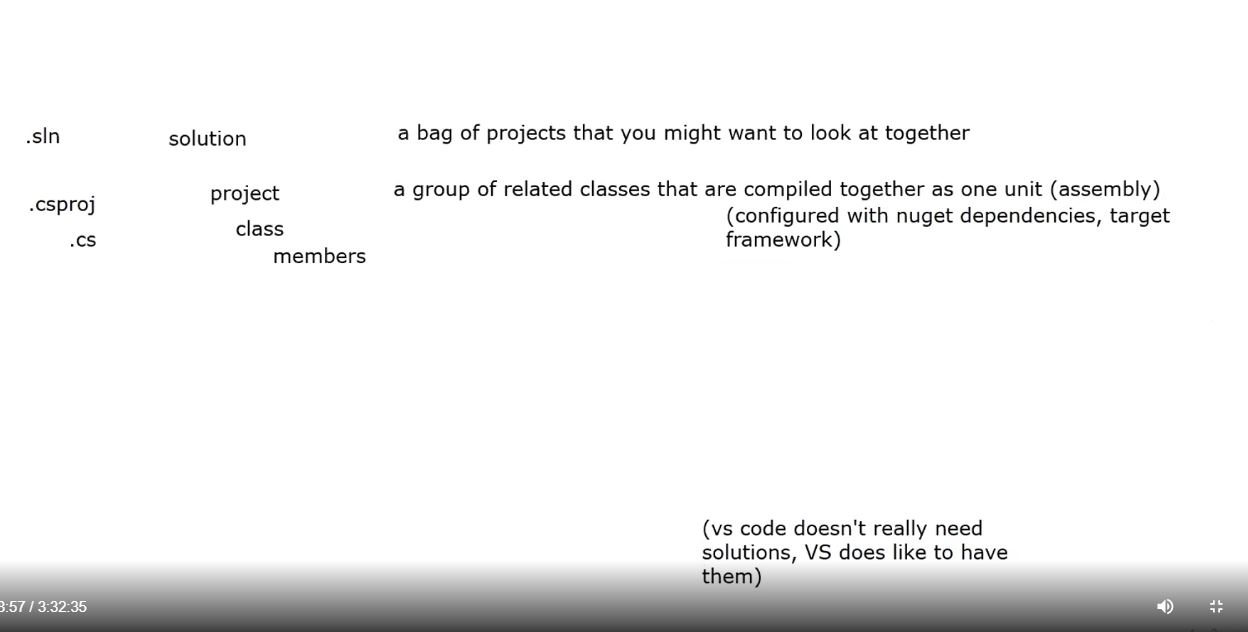 .sln solution a bag of projects that you might want to look at together
project a group of related classes that are compiled together as one unit (assembly)
.csproj (configured with nuget dependencies, target
framework)
class
.cs
members
(vs code doesn't really need
solutions, VS does like to have
them)
3:57 / 3:32:35